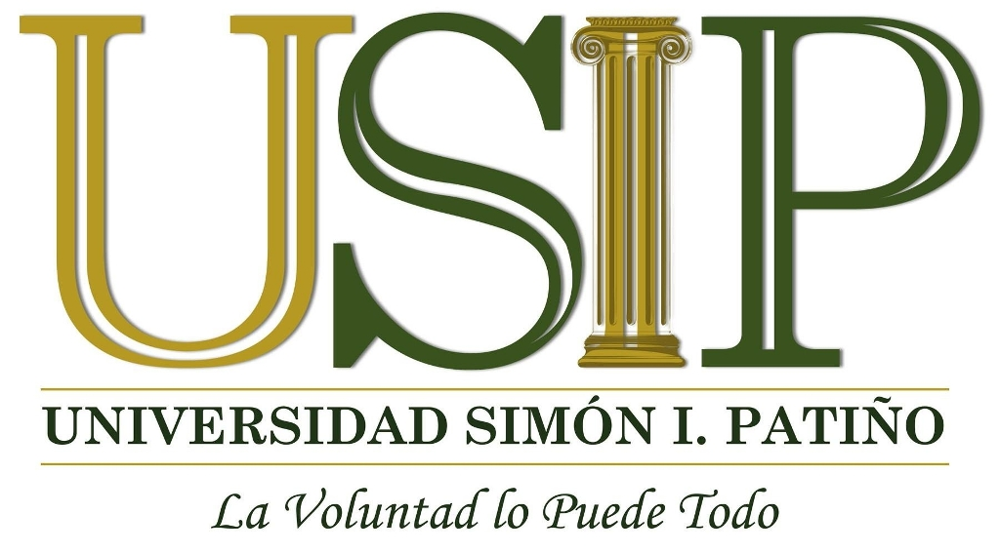 USIP
UNIVERSIDAD SIMÓN I. PATIÑO
La Voluntad lo Puede Todo